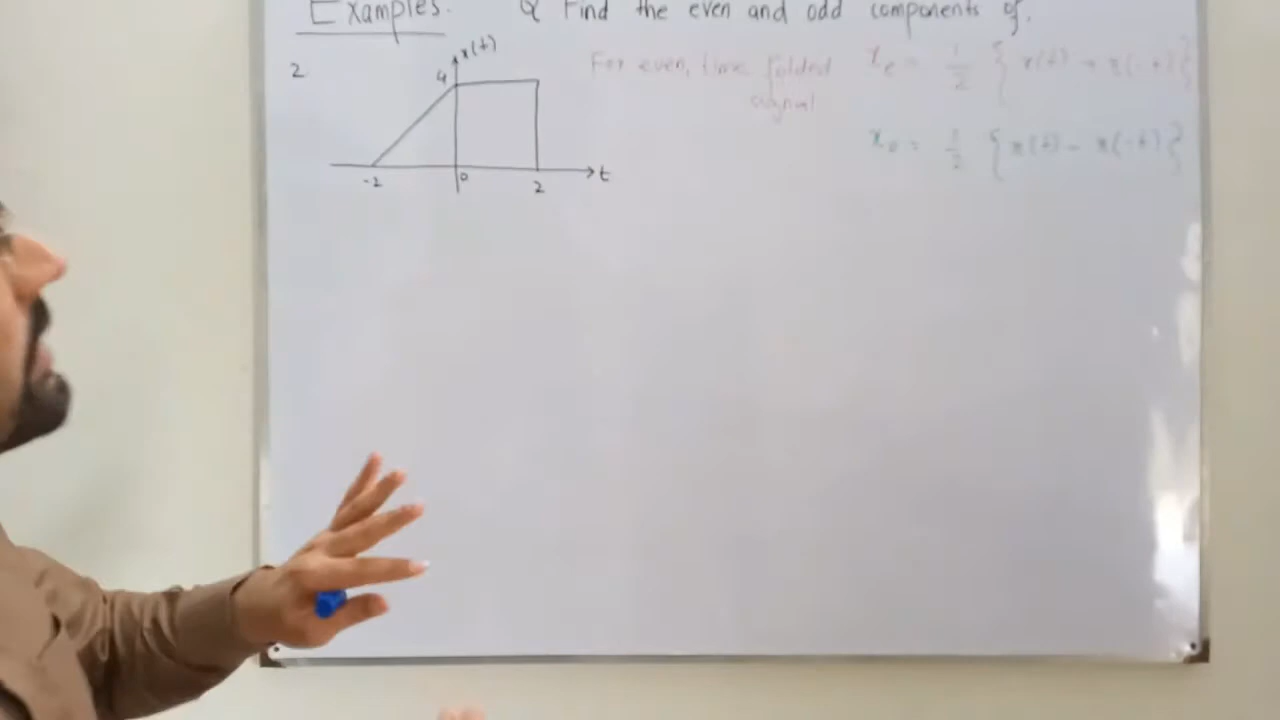 Examples. Q Find the even and odd components of.
2
x(t)
4
-2 0 2 t
For even, time folded
signal
xe = 1/2 { x(t) + x(-t) }
xo = 1/2 { x(t) - x(-t) }